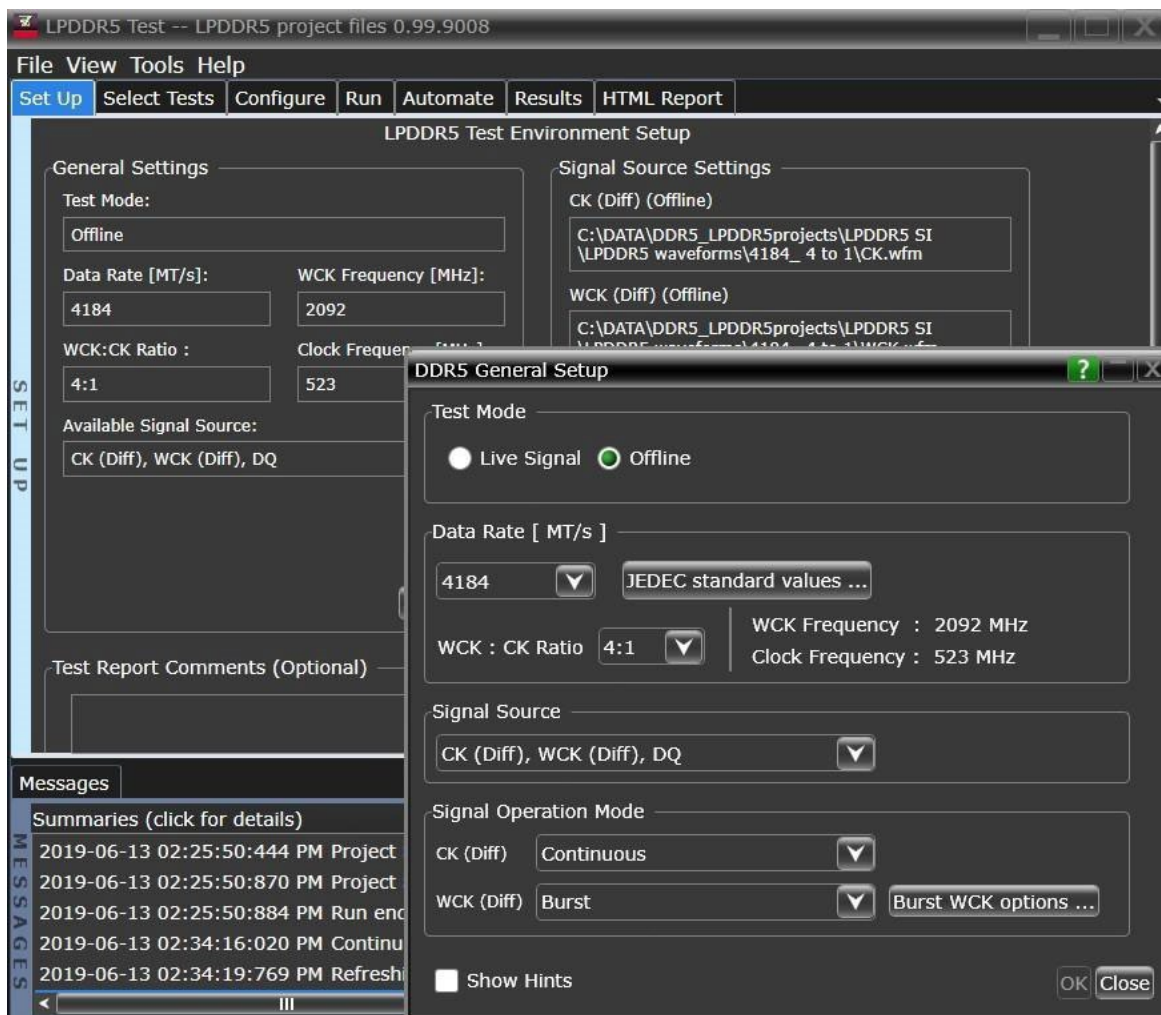 LPDDR5 Test -- LPDDR5 project files 0.99.9008
File View Tools Help
Set Up Select Tests Configure Run Automate Results HTML Report
LPDDR5 Test Environment Setup
General Settings
Test Mode:
Offline
Data Rate [MT/s]: WCK Frequency [MHz]:
4184 2092
WCK:CK Ratio : Clock
4:1 523
Available Signal Source:
CK (Diff), WCK (Diff), DQ
Signal Source Settings
CK (Diff) (Offline)
C:\DATA\DDR5_LPDDR5projects\LPDDR5 SI
\LPDDR5 waveforms\4184_ 4 to 1\CK.wfm
WCK (Diff) (Offline)
C:\DATA\DDR5_LPDDR5projects\LPDDR5 SI
SET UP
Test Report Comments (Optional)
Messages
MESSAGES
Summaries (click for details)
2019-06-13 02:25:50:444 PM Project
2019-06-13 02:25:50:870 PM Project
2019-06-13 02:25:50:884 PM Run end
2019-06-13 02:34:16:020 PM Continu
2019-06-13 02:34:19:769 PM Refreshi
DDR5 General Setup
?
Test Mode
Live Signal Offline
Data Rate [ MT/s ]
4184 JEDEC standard values ...
WCK : CK Ratio 4:1
WCK Frequency : 2092 MHz
Clock Frequency : 523 MHz
Signal Source
CK (Diff), WCK (Diff), DQ
Signal Operation Mode
CK (Diff) Continuous
WCK (Diff) Burst Burst WCK options ...
Show Hints
OK Close